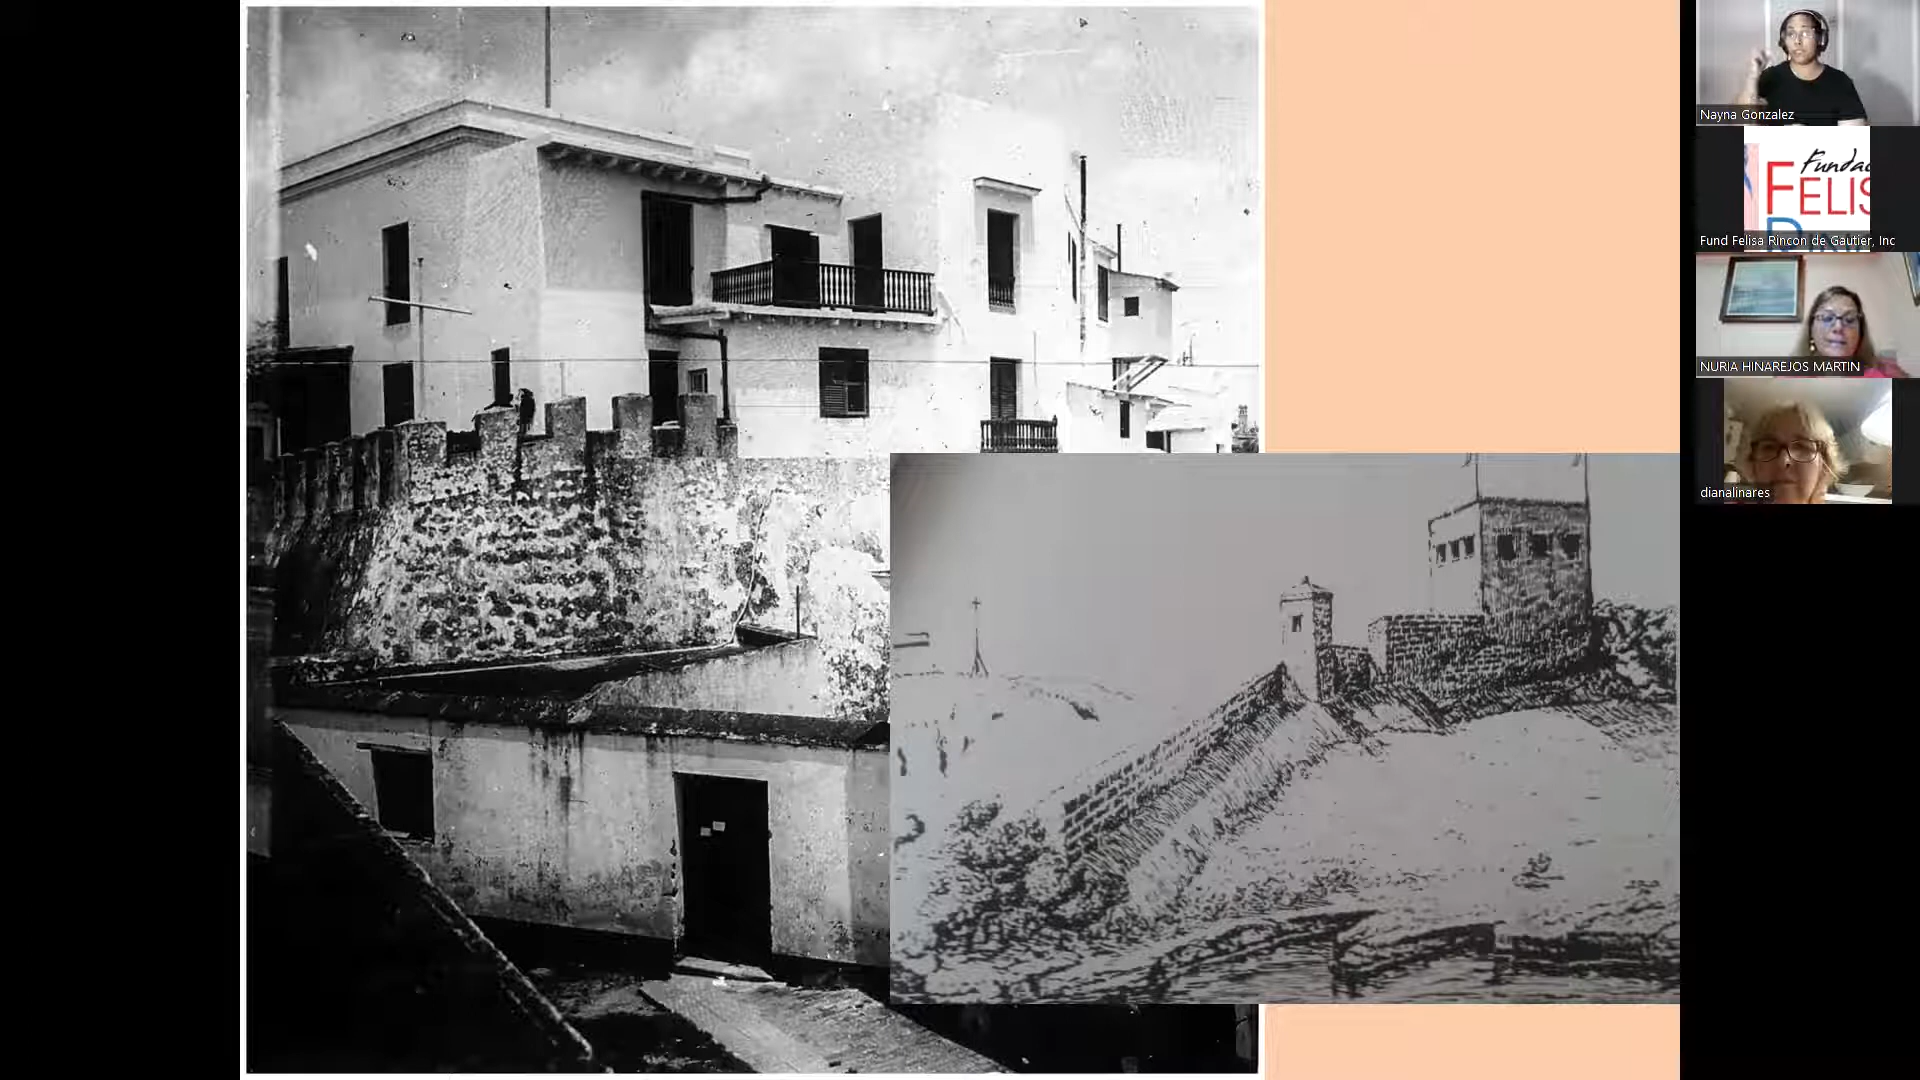 Nayna Gonzalez
Fundac
FELIS
Fund Felisa Rincon de Gautier, Inc
NURIA HINAREJOS MARTIN
dianalinares